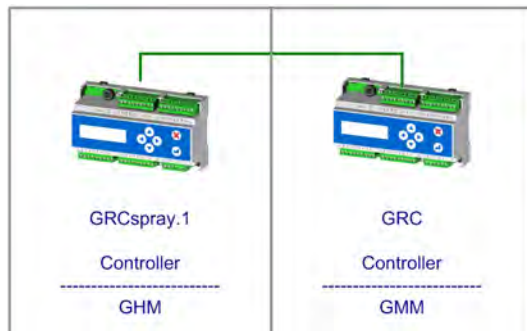 GRCspray.1
Controller
GHM
GRC
Controller
GMM